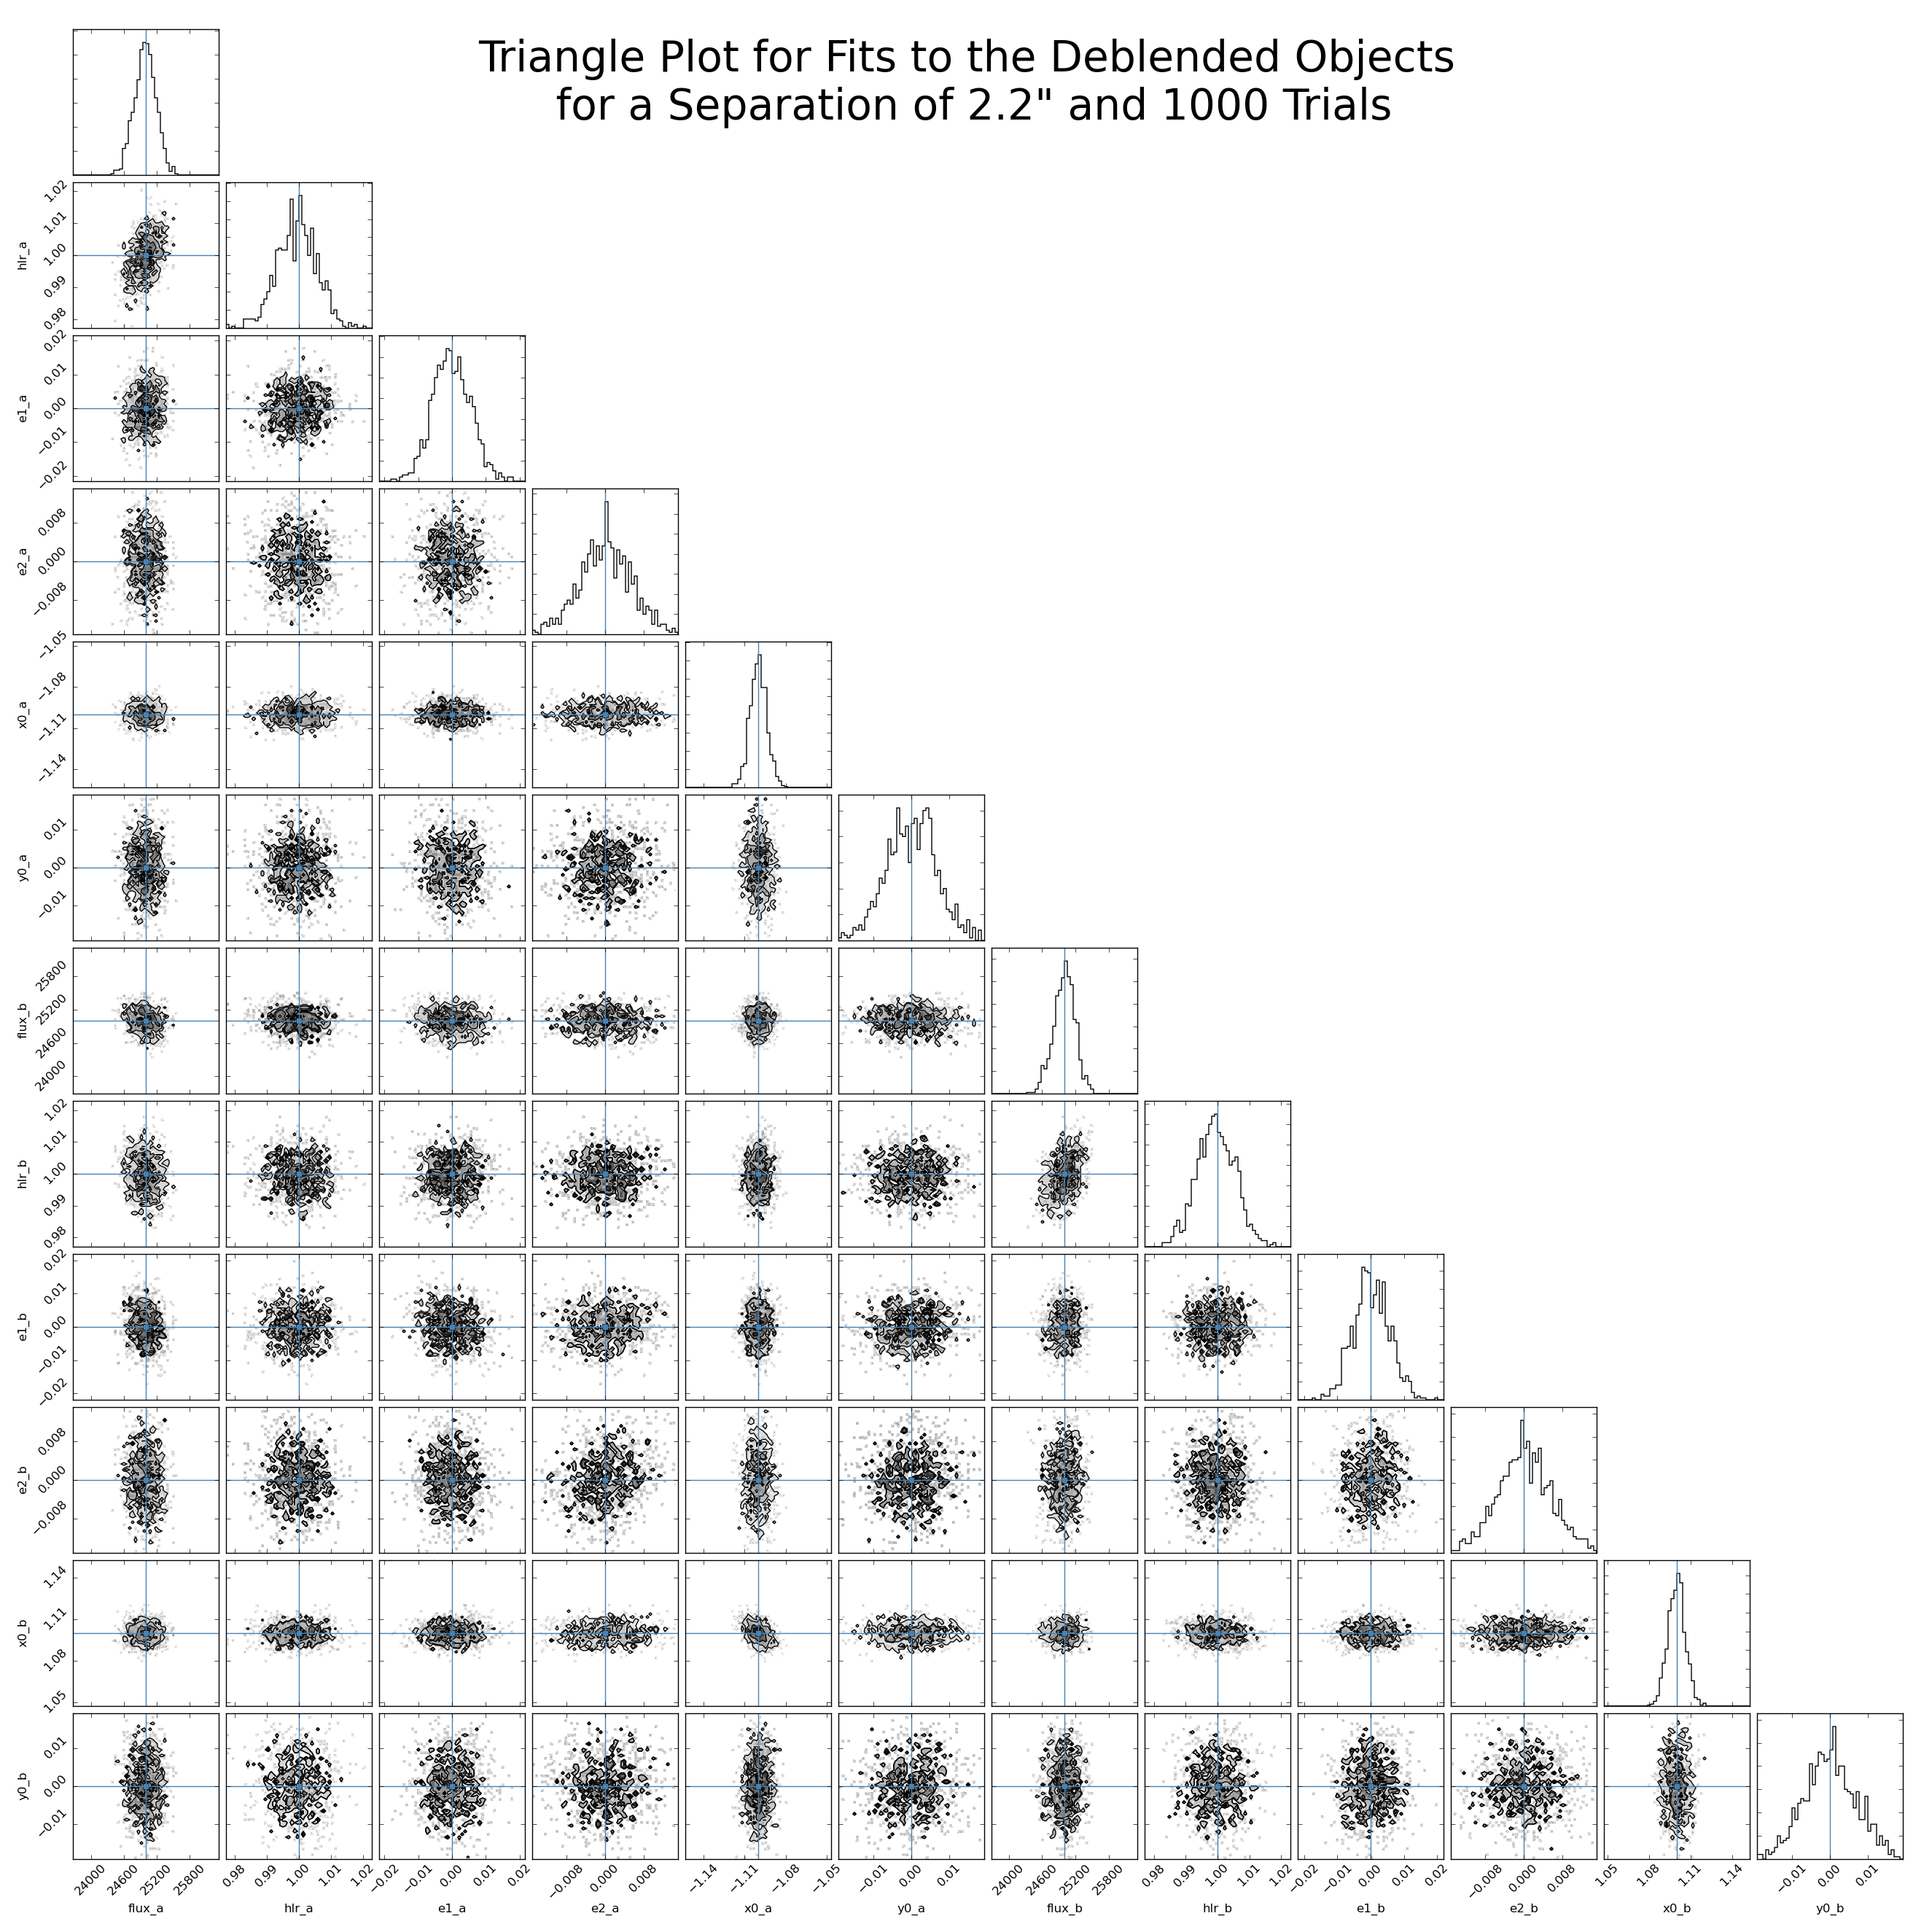 Triangle Plot for Fits to the Deblended Objects
for a Separation of 2.2" and 1000 Trials
hlr_a
1.02
1.01
1.00
0.99
0.98
e1_a
0.02
0.01
0.00
−0.01
−0.02
e2_a
0.008
0.000
−0.008
x0_a
−1.05
−1.08
−1.11
−1.14
y0_a
0.01
0.00
−0.01
flux_b
25800
25200
24600
24000
hlr_b
1.02
1.01
1.00
0.99
0.98
e1_b
0.02
0.01
0.00
−0.01
−0.02
e2_b
0.008
0.000
−0.008
x0_b
1.14
1.11
1.08
1.05
y0_b
0.01
0.00
−0.01
24000 24600 25200 25800 0.98 0.99 1.00 1.01 1.02 −0.02 −0.01 0.00 0.01 0.02 −0.008 0.000 0.008 −1.14 −1.11 −1.08 −1.05 −0.01 0.00 0.01 24000 24600 25200 25800 0.98 0.99 1.00 1.01 1.02 −0.02 −0.01 0.00 0.01 0.02 −0.008 0.000 0.008 1.05 1.08 1.11 1.14 −0.01 0.00 0.01
flux_a hlr_a e1_a e2_a x0_a y0_a flux_b hlr_b e1_b e2_b x0_b y0_b